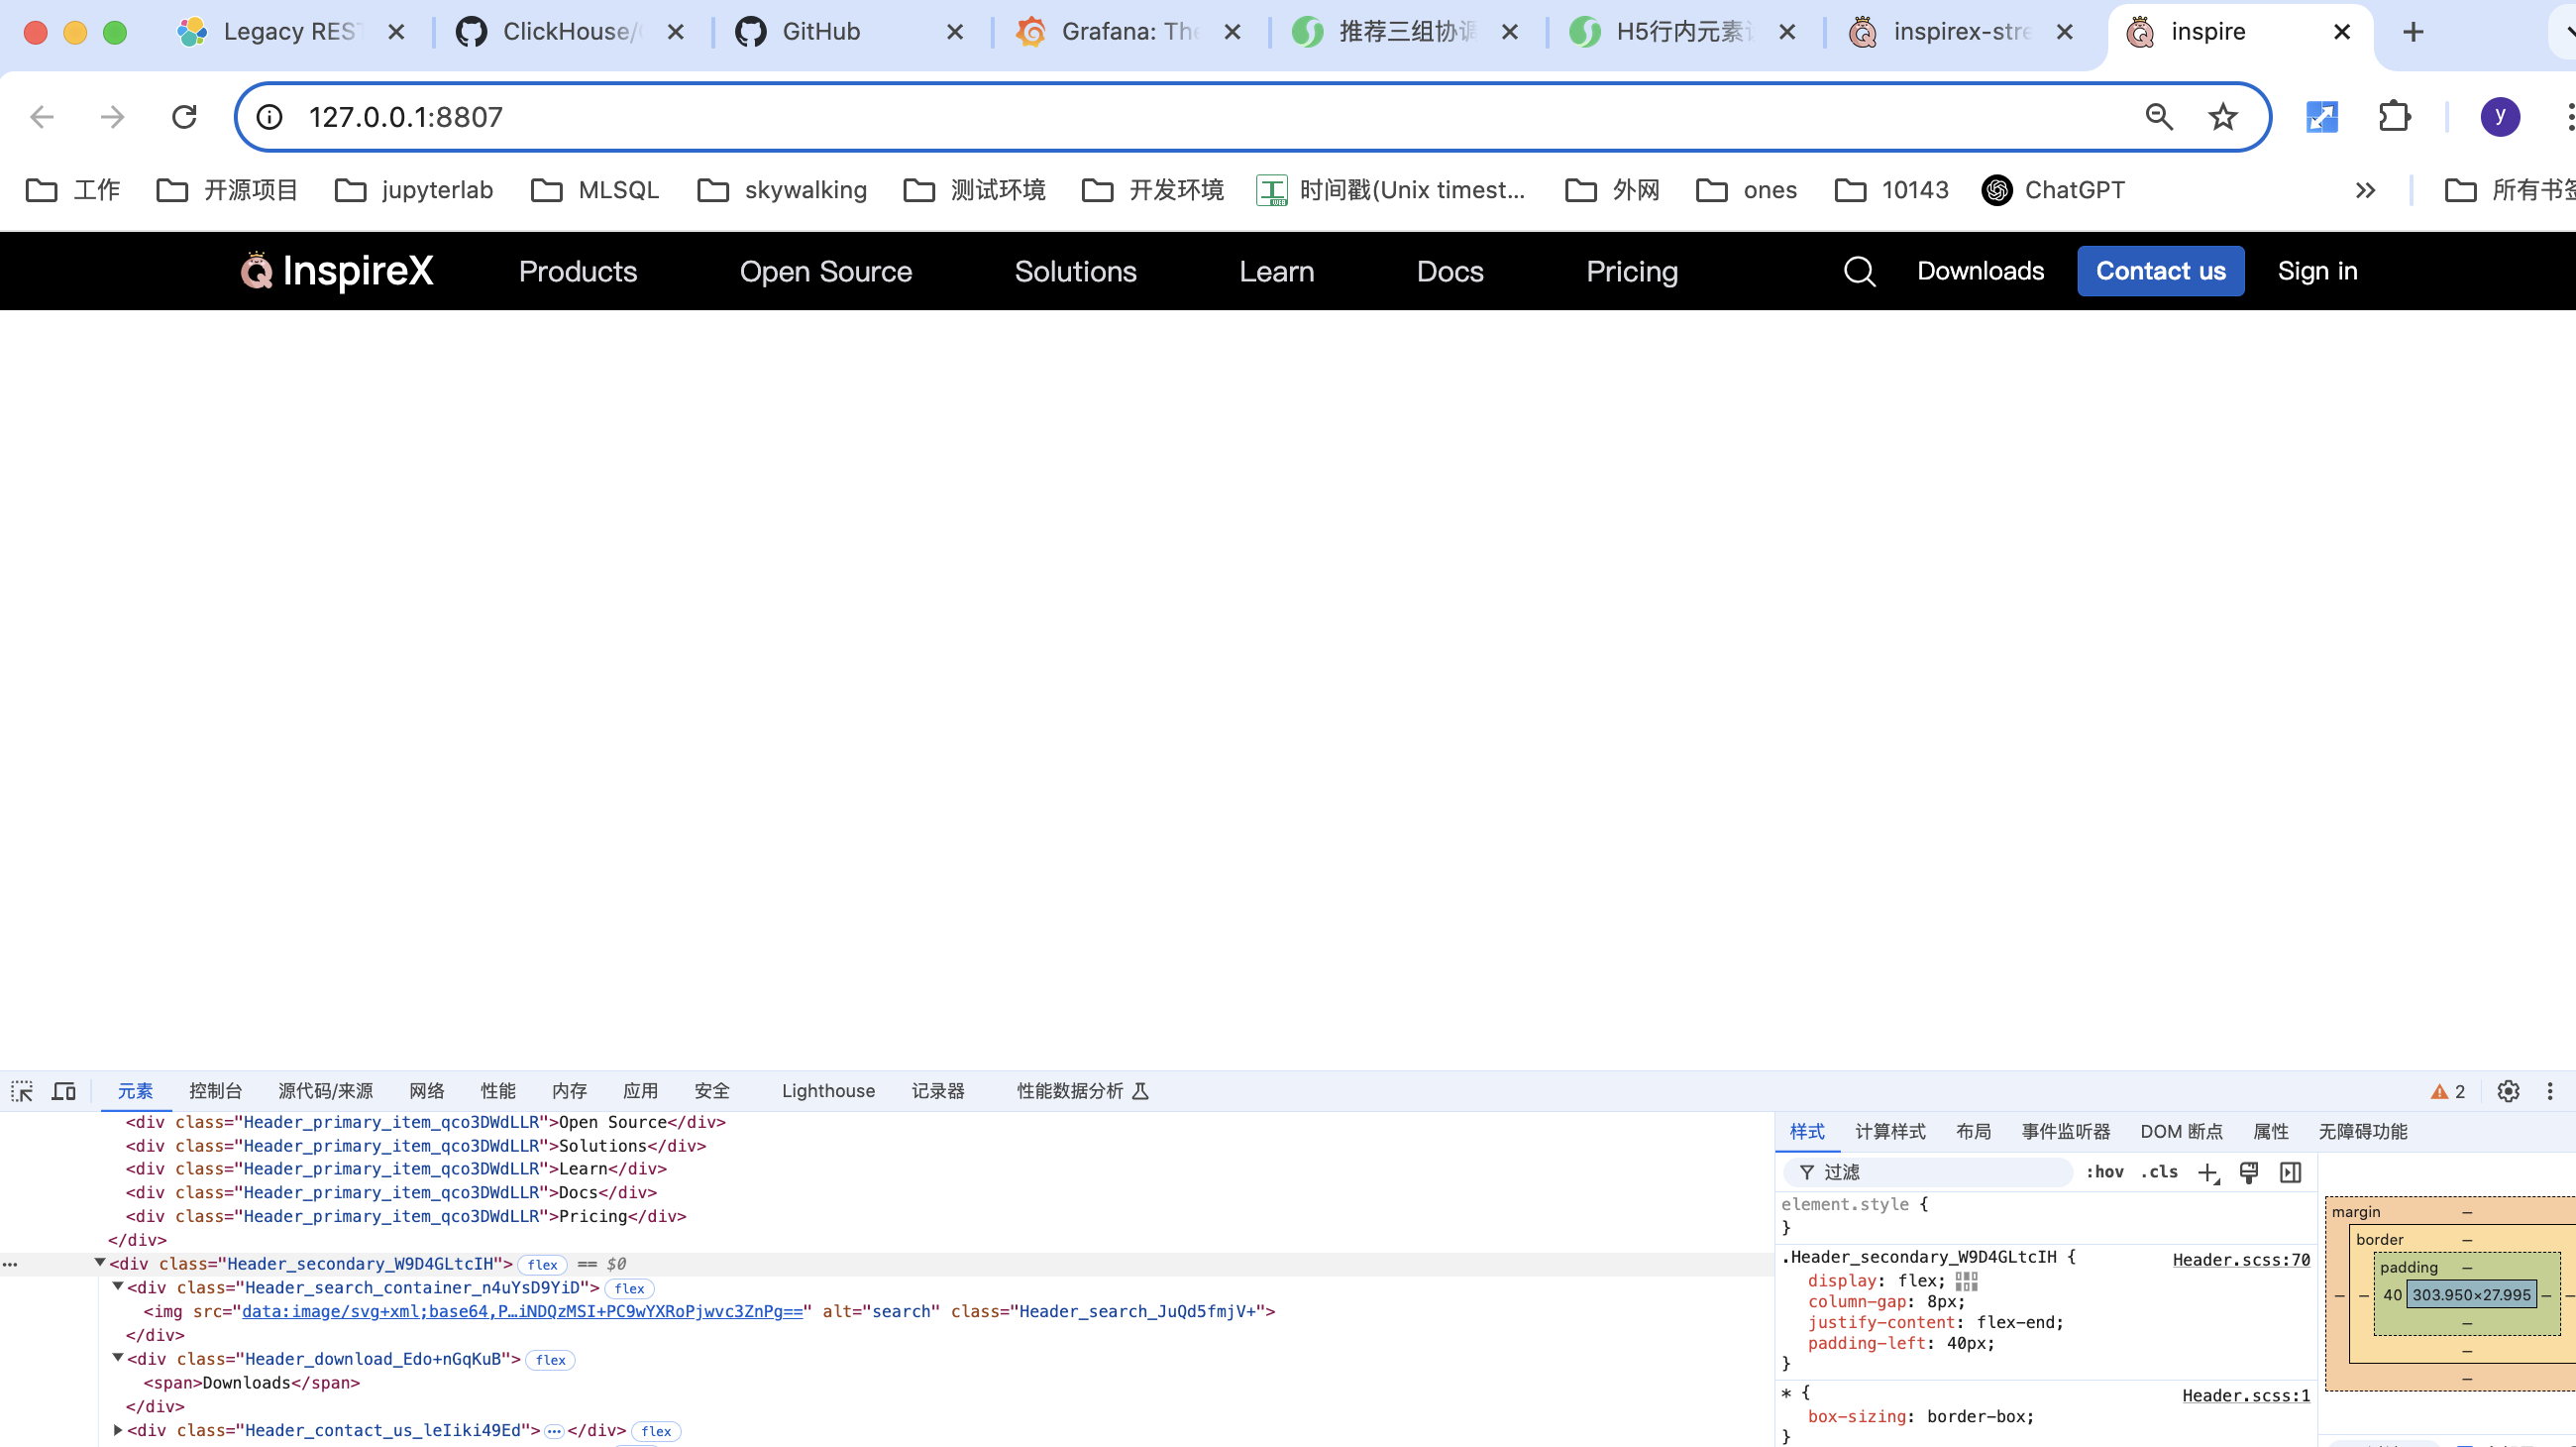 Legacy REST
ClickHouse/
GitHub
Grafana: The
推荐三组协调
H5行内元素
inspirex-stre
inspire
127.0.0.1:8807
y
工作
开源项目
jupyterlab
MLSQL
skywalking
测试环境
开发环境
时间戳(Unix timest...
外网
ones
10143
ChatGPT
所有书签
InspireX
Products
Open Source
Solutions
Learn
Docs
Pricing
Downloads
Contact us
Sign in
元素 控制台 源代码/来源 网络 性能 内存 应用 安全 Lighthouse 记录器 性能数据分析
2
<div class="Header_primary_item_qco3DWdLLR">Open Source</div>
<div class="Header_primary_item_qco3DWdLLR">Solutions</div>
<div class="Header_primary_item_qco3DWdLLR">Learn</div>
<div class="Header_primary_item_qco3DWdLLR">Docs</div>
<div class="Header_primary_item_qco3DWdLLR">Pricing</div>
</div>
<div class="Header_secondary_W9D4GLtcIH"> flex == $0
<div class="Header_search_container_n4uYsD9YiD"> flex
<img src="data:image/svg+xml;base64,P…iNDQzMSI+PC9wYXRoPjwvc3ZnPg==" alt="search" class="Header_search_JuQd5fmjV+">
</div>
<div class="Header_download_Edo+nGqKuB"> flex
<span>Downloads</span>
</div>
<div class="Header_contact_us_leIiki49Ed"> … </div> flex
样式 计算样式 布局 事件监听器 DOM 断点 属性 无障碍功能
过滤
:hov .cls
element.style {
}
.Header_secondary_W9D4GLtcIH {
Header.scss:70
display: flex;
column-gap: 8px;
justify-content: flex-end;
padding-left: 40px;
}
* {
Header.scss:1
box-sizing: border-box;
}
margin –
border –
padding –
– – 40 303.950×27.995 – –
–
–
–